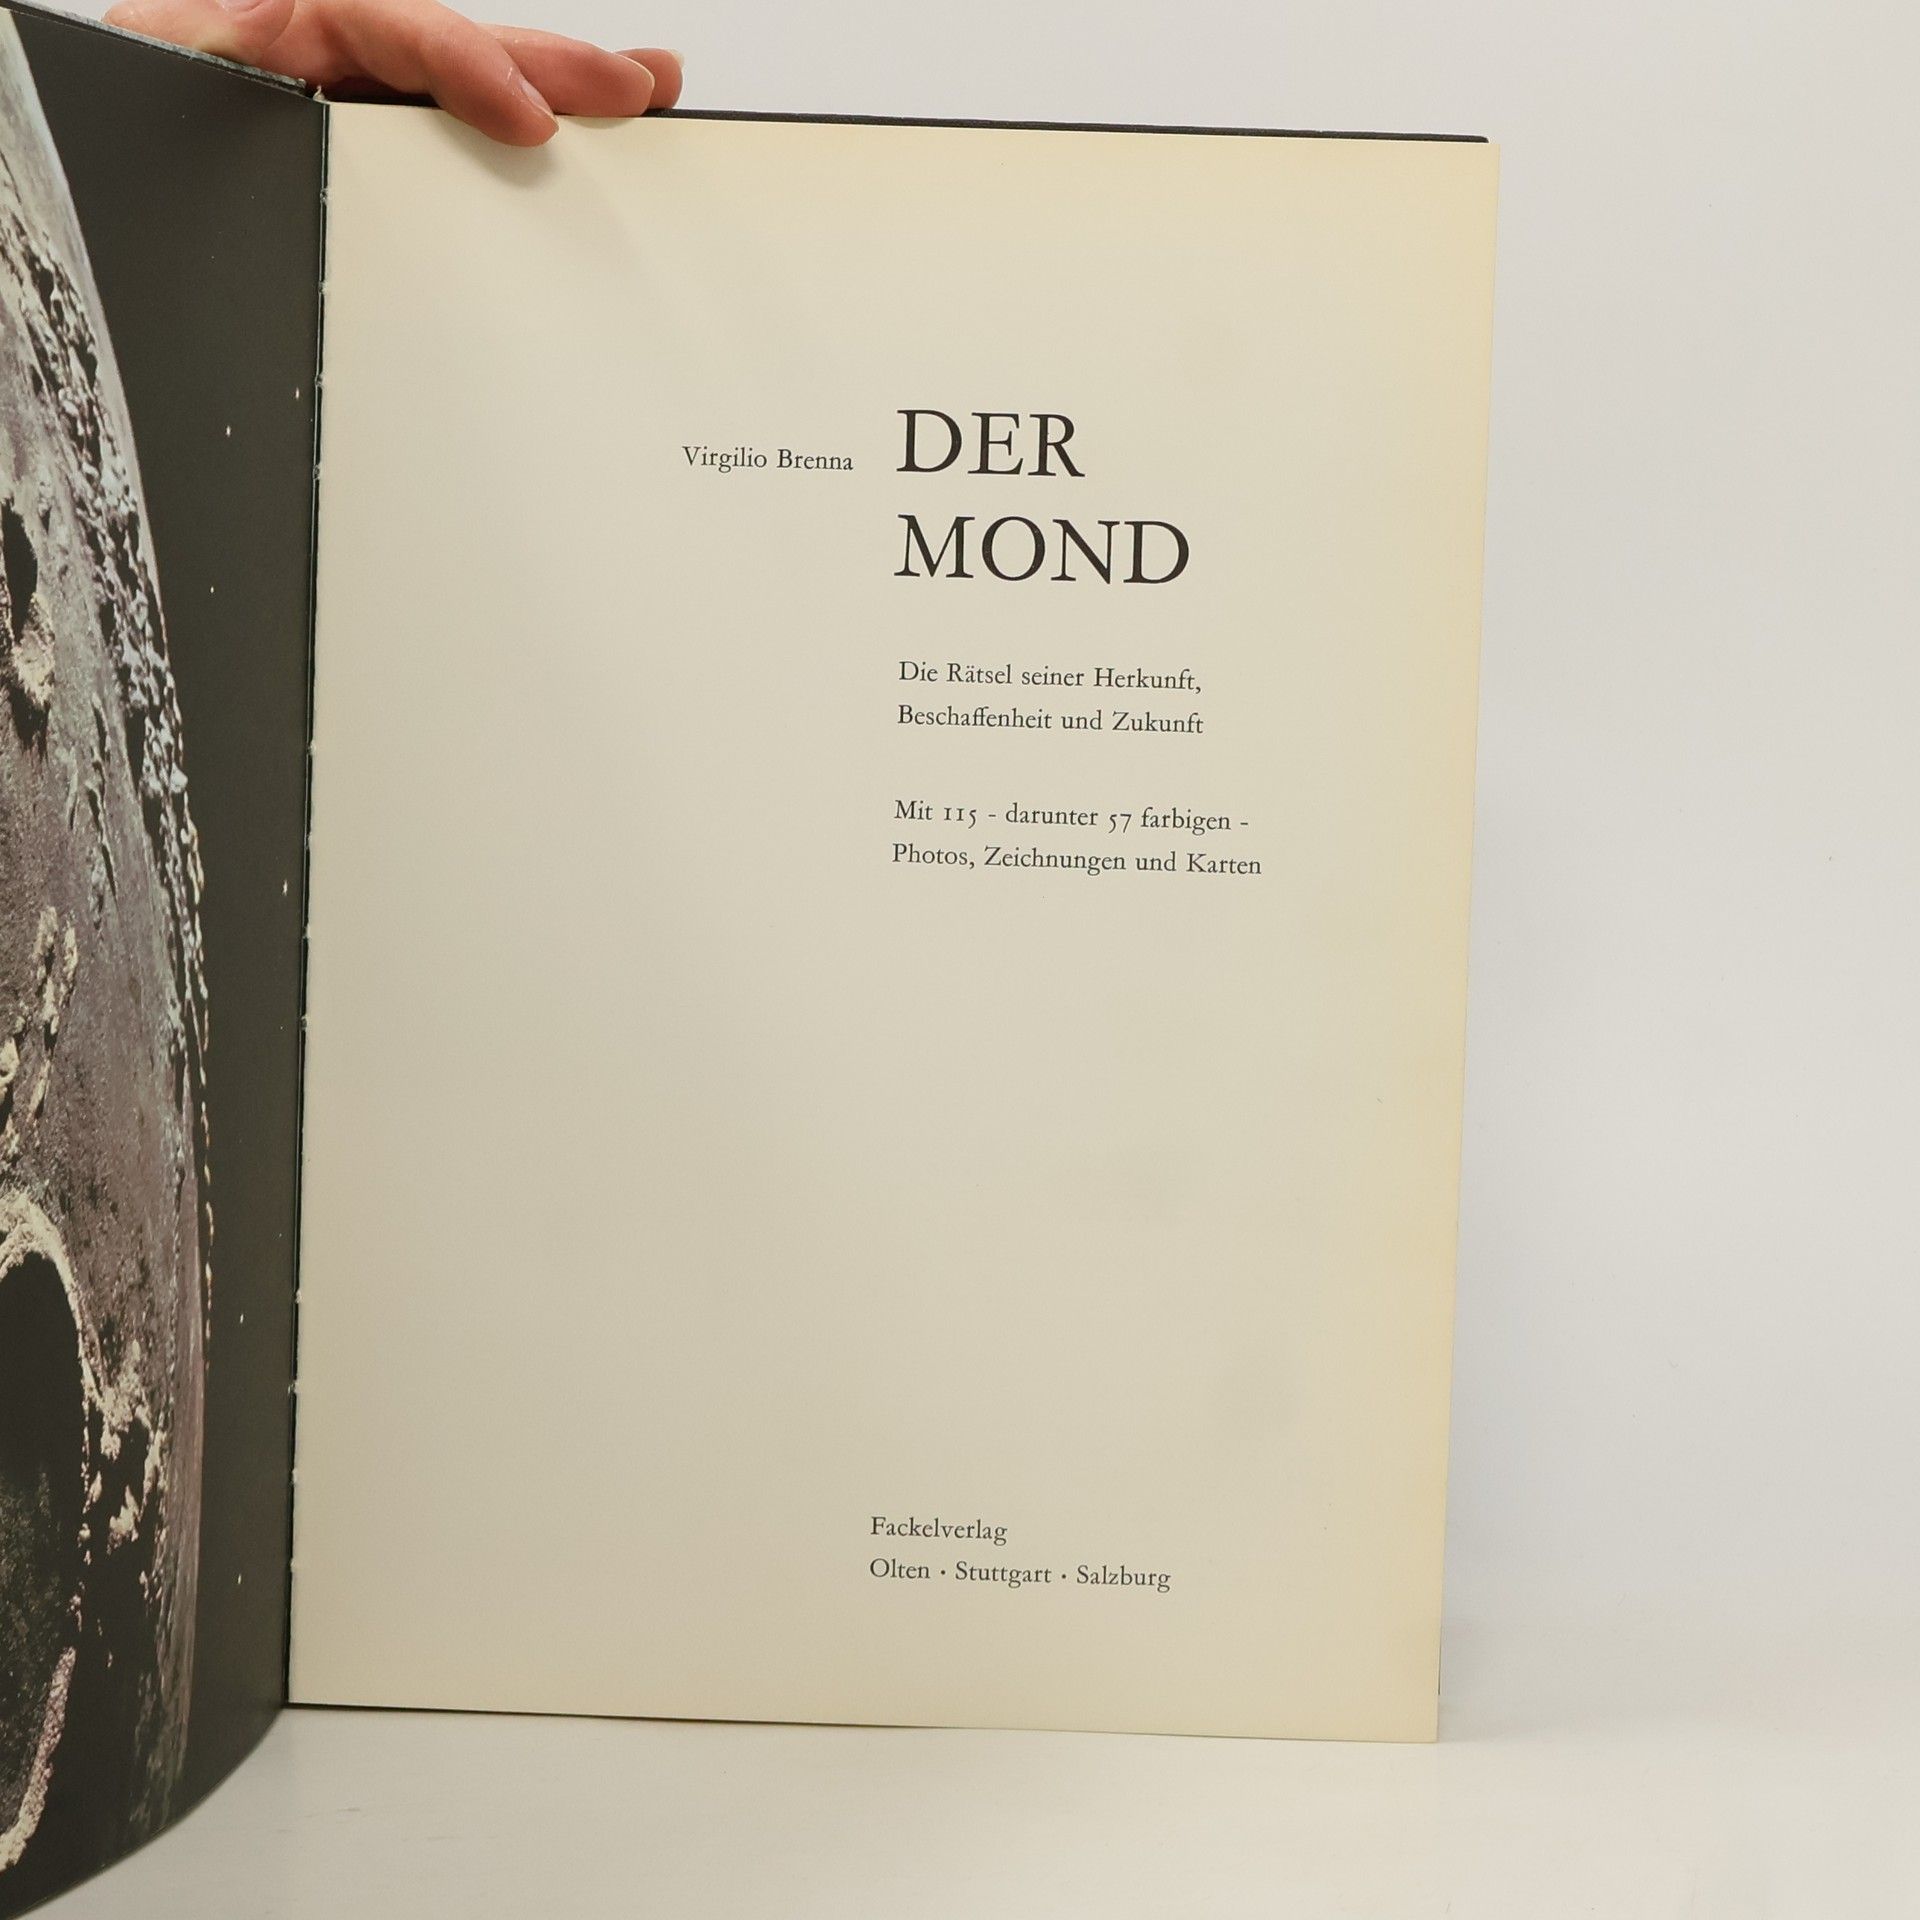 Virgilio Brenna
DER
MOND
Die Rätsel seiner Herkunft,
Beschaffenheit und Zukunft
Mit 115 - darunter 57 farbigen -
Photos, Zeichnungen und Karten
Fackelverlag
Olten · Stuttgart · Salzburg